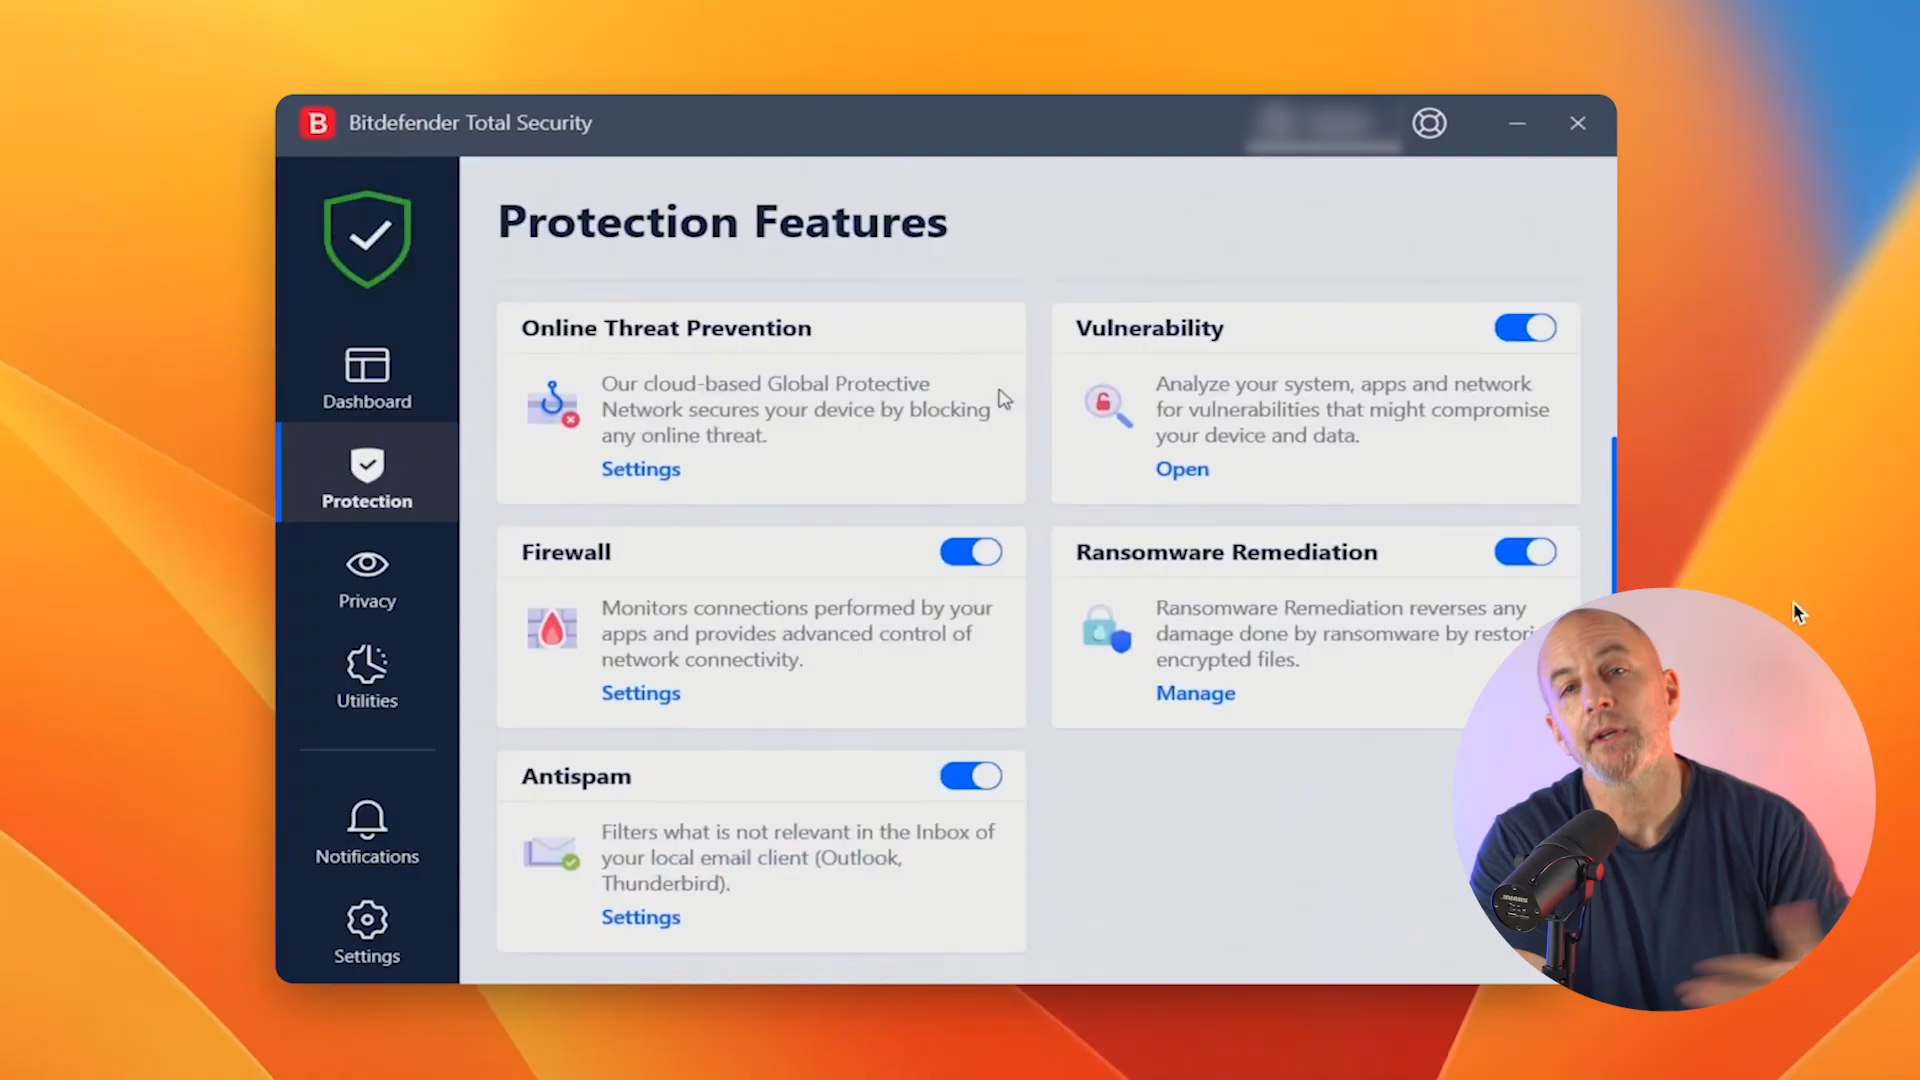 B Bitdefender Total Security
Protection Features
Dashboard
Protection
Privacy
Utilities
Notifications
Settings
Online Threat Prevention
Our cloud-based Global Protective
Network secures your device by blocking
any online threat.
Settings
Vulnerability
Analyze your system, apps and network
for vulnerabilities that might compromise
your device and data.
Open
Firewall
Monitors connections performed by your
apps and provides advanced control of
network connectivity.
Settings
Ransomware Remediation
Ransomware Remediation reverses any
damage done by ransomware by restori
encrypted files.
Manage
Antispam
Filters what is not relevant in the Inbox of
your local email client (Outlook,
Thunderbird).
Settings